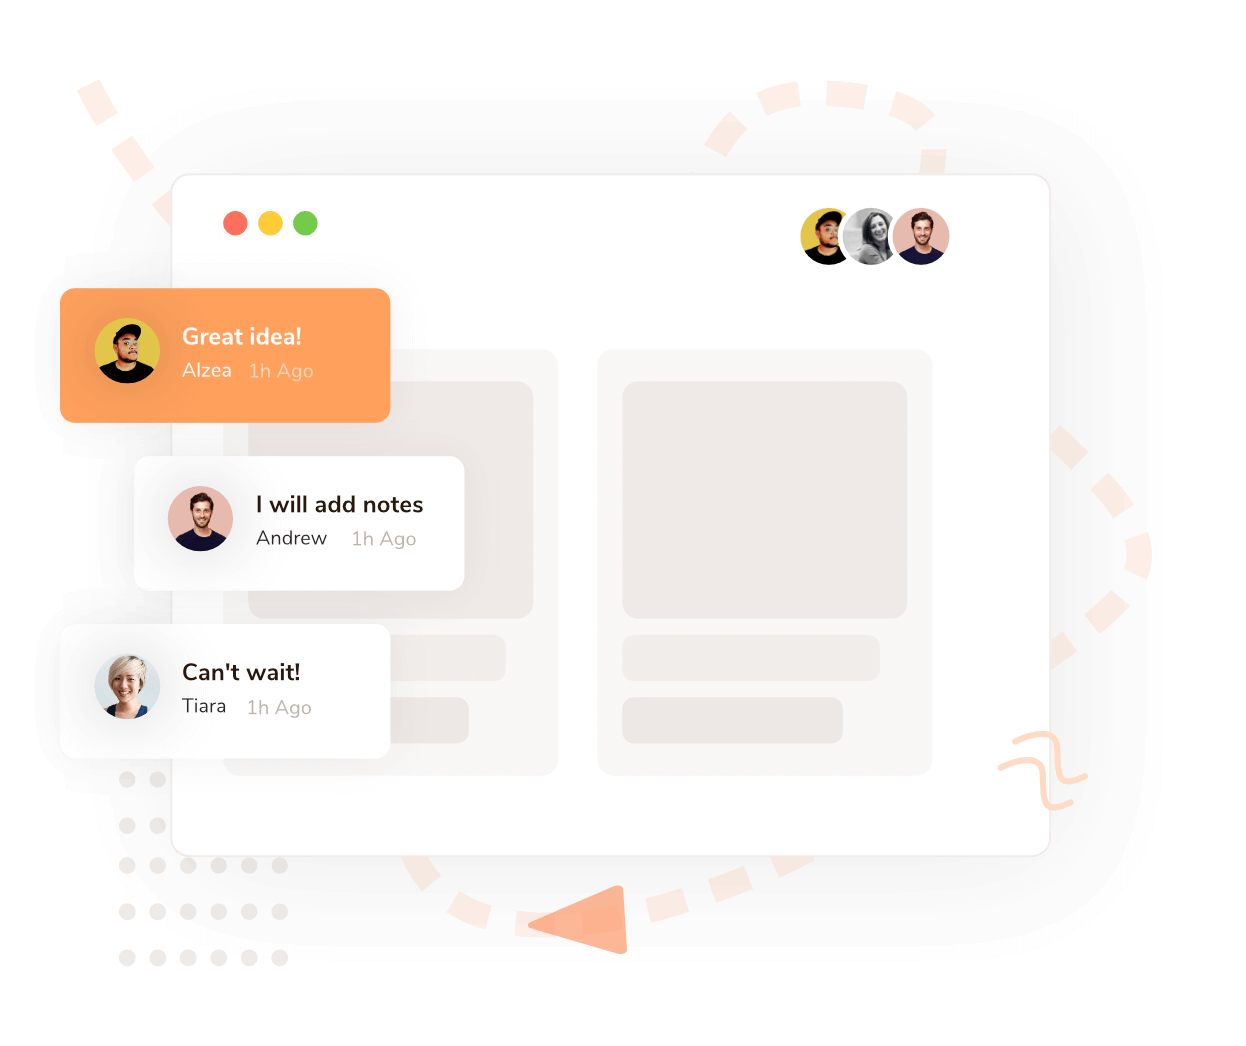 Great idea!
Alzea 1h Ago
I will add notes
Andrew 1h Ago
Can't wait!
Tiara 1h Ago